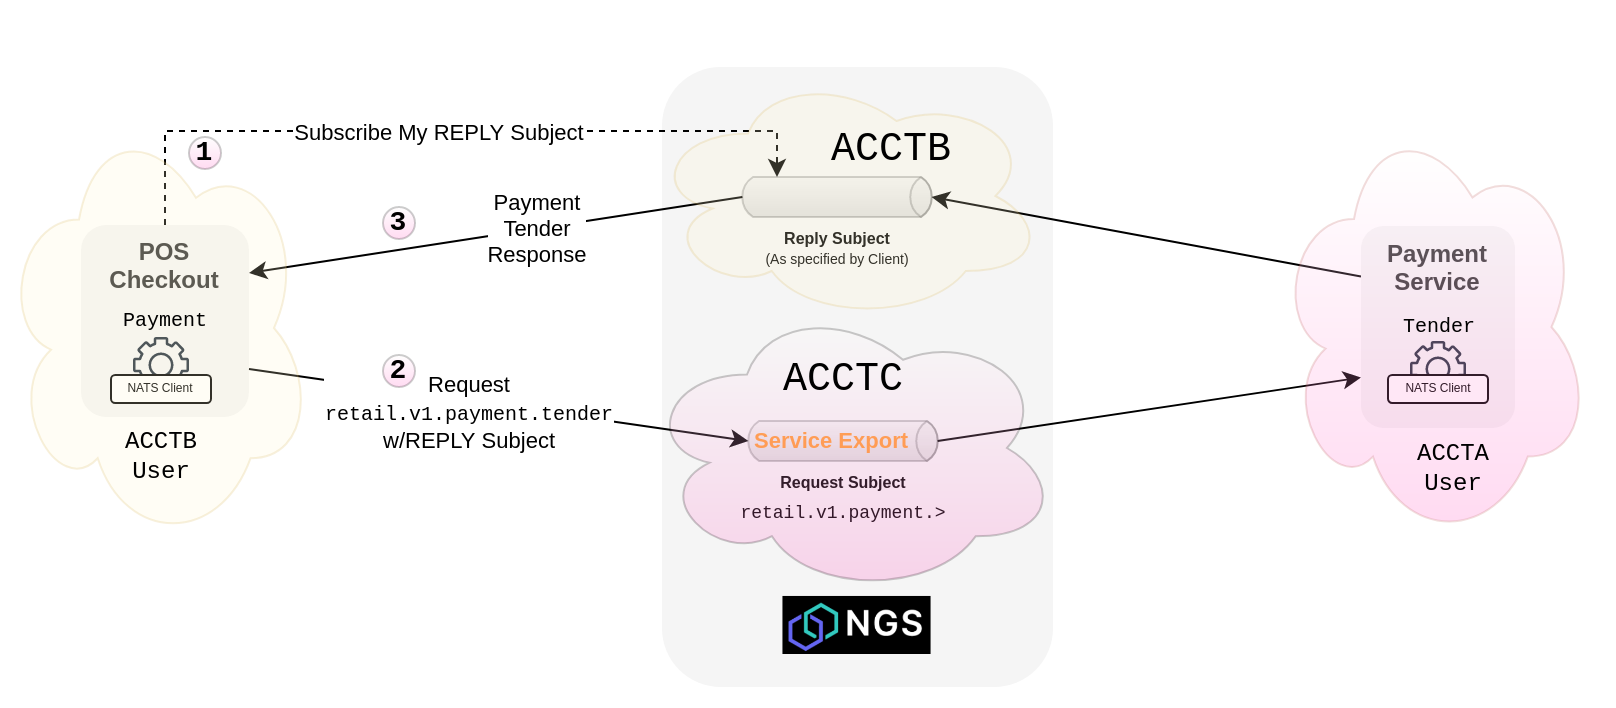 1
Subscribe My REPLY Subject
ACCTB
3
Payment
Tender
Response
Reply Subject
(As specified by Client)
POS
Checkout
Payment
NATS Client
ACCTB
User
2
Request
retail.v1.payment.tender
w/REPLY Subject
ACCTC
Service Export
Request Subject
retail.v1.payment.>
NGS
Payment
Service
Tender
NATS Client
ACCTA
User